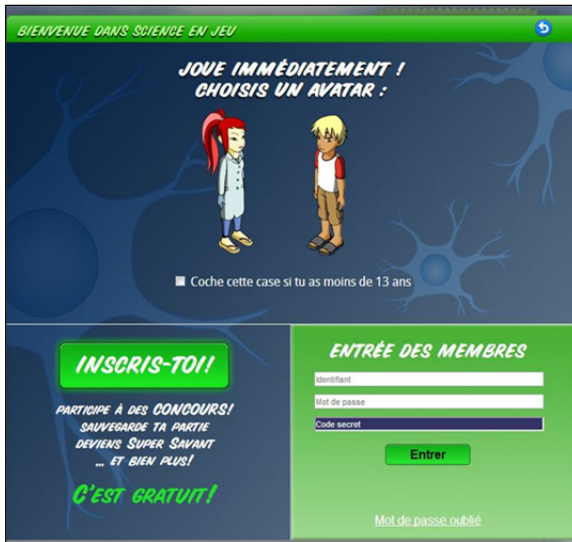 BIENVENUE DANS SCIENCE EN JEU
JOUE IMMÉDIATEMENT !
CHOISIS UN AVATAR :
Coche cette case si tu as moins de 13 ans
INSCRIS-TOI!
PARTICIPE À DES CONCOURS!
SAUVEGARDE TA PARTIE
DEVIENS SUPER SAVANT
... ET BIEN PLUS!
C'EST GRATUIT!
ENTRÉE DES MEMBRES
Identifiant
Mot de passe
Code secret
Entrer
Mot de passe oublié